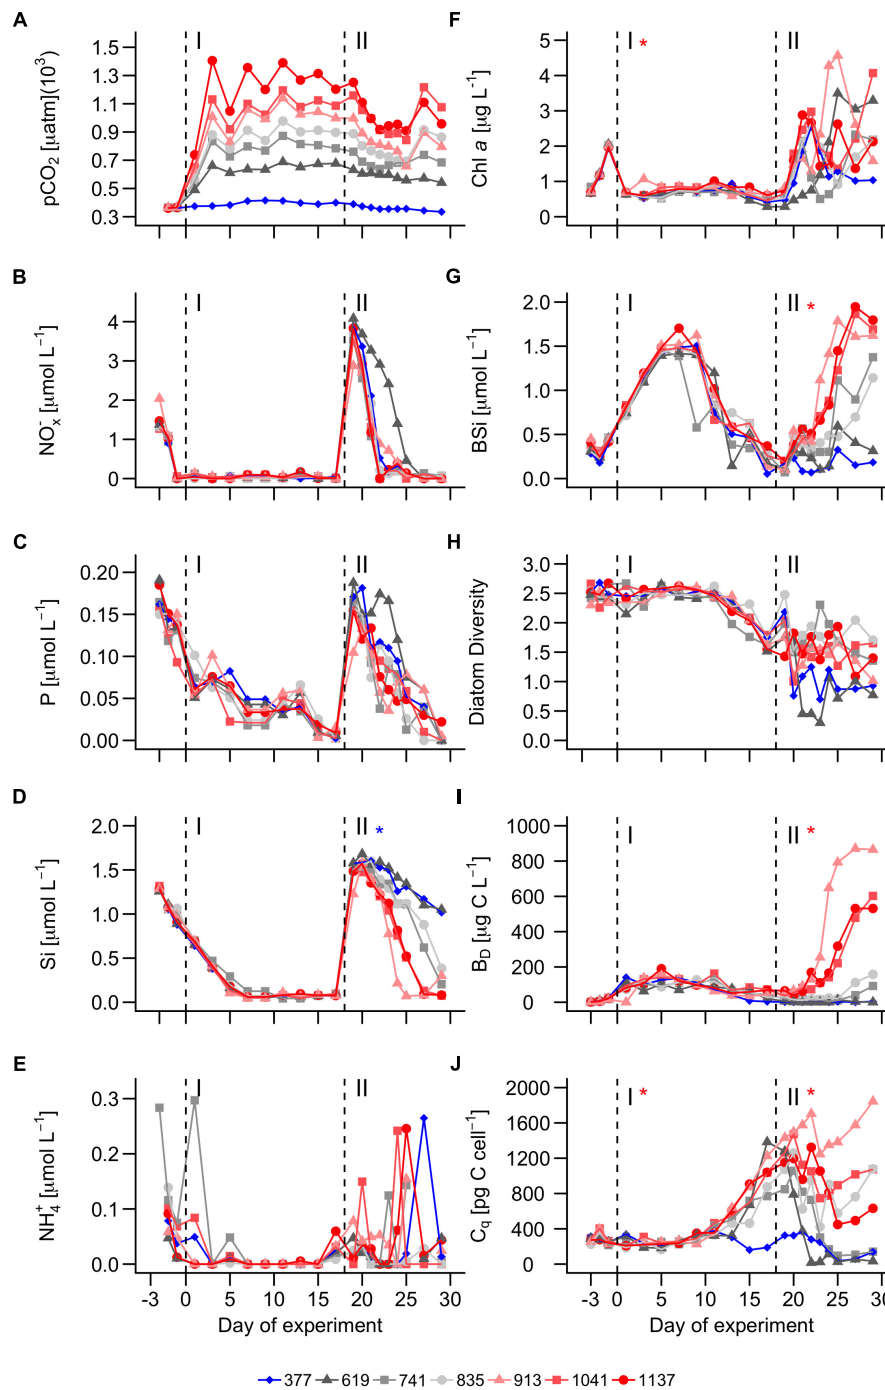 A
I
II
pCO₂ [µatm](10³)
1.5
1.3
1.1
0.9
0.7
0.5
0.3
B
I
II
NOₓ⁻ [µmol L⁻¹]
4
3
2
1
0
C
I
II
P [µmol L⁻¹]
0.20
0.15
0.10
0.05
0.00
D
I
II
*
Si [µmol L⁻¹]
2.0
1.5
1.0
0.5
0.0
E
I
II
NH₄⁺ [µmol L⁻¹]
0.3
0.2
0.1
0.0
-3 0 5 10 15 20 25 30
Day of experiment
F
I *
II
Chl a [µg L⁻¹]
5
4
3
2
1
0
G
I
II *
BSi [µmol L⁻¹]
2.0
1.5
1.0
0.5
0.0
H
I
II
Diatom Diversity
3.0
2.5
2.0
1.5
1.0
0.5
0.0
I
I
II *
B_D [µg C L⁻¹]
1000
800
600
400
200
0
J
I *
II *
C_q [pg C cell⁻¹]
2000
1600
1200
800
400
0
-3 0 5 10 15 20 25 30
Day of experiment
377 619 741 835 913 1041 1137